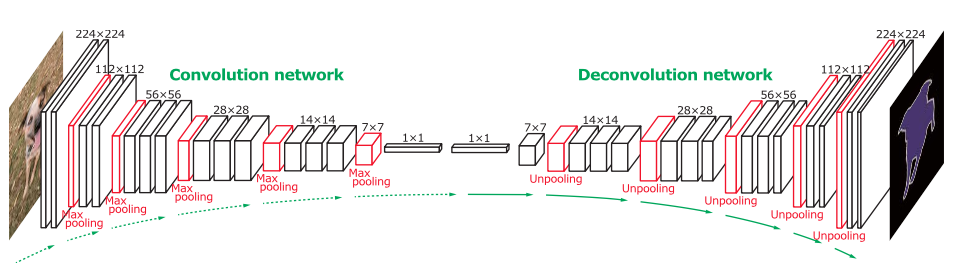 224×224
112×112
56×56
28×28
14×14
7×7
1×1
1×1
7×7
14×14
28×28
56×56
112×112
224×224
Convolution network
Deconvolution network
Max
pooling
Max
pooling
Max
pooling
Max
pooling
Max
pooling
Unpooling
Unpooling
Unpooling
Unpooling
Unpooling